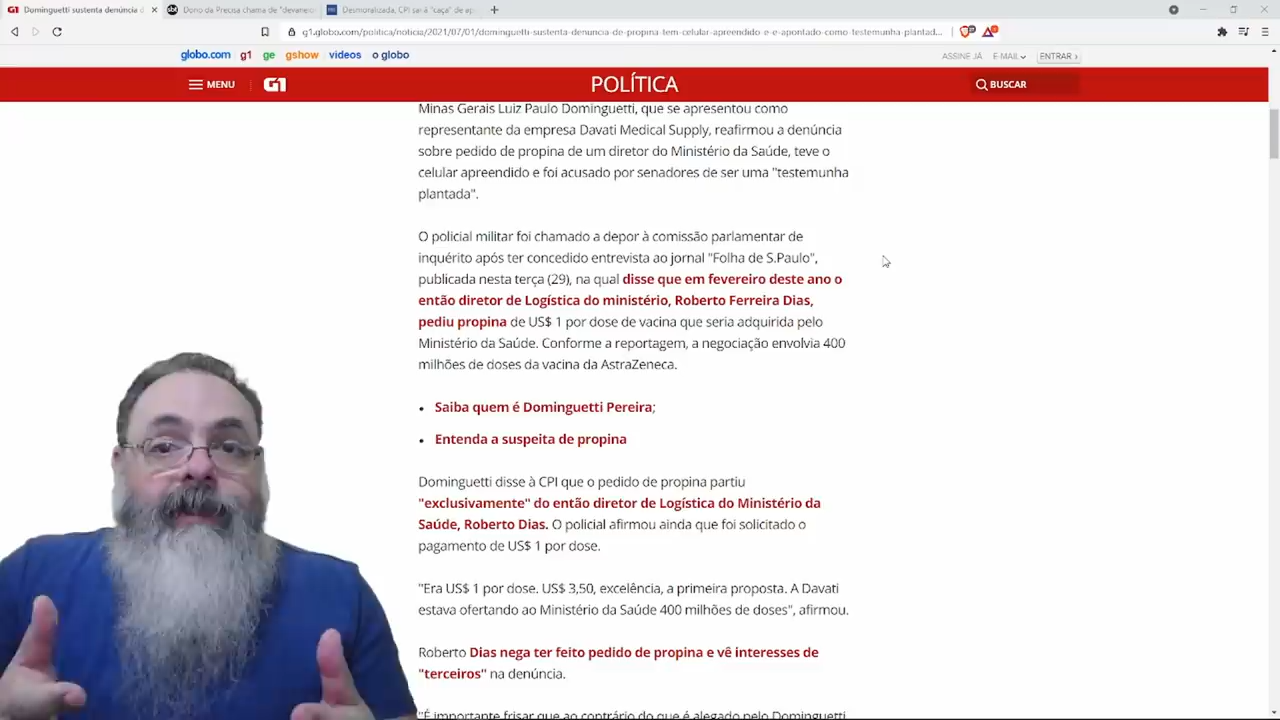 G1 Dominguetti sustenta denúncia d
sbt Dono da Precisa chama de "devane
Desmoralizada, CPI sai à "caça" de ap
g1.globo.com/politica/noticia/2021/07/01/dominguetti-sustenta-denuncia-de-propina-tem-celular-apreendido-e-e-apontado-como-testemunha-plantad...
globo.com g1 ge gshow videos o globo
ASSINE JÁ E-MAIL ENTRAR ›
MENU G1 POLÍTICA BUSCAR
Minas Gerais Luiz Paulo Dominguetti, que se apresentou como
representante da empresa Davati Medical Supply, reafirmou a denúncia
sobre pedido de propina de um diretor do Ministério da Saúde, teve o
celular apreendido e foi acusado por senadores de ser uma "testemunha
plantada".
O policial militar foi chamado a depor à comissão parlamentar de
inquérito após ter concedido entrevista ao jornal "Folha de S.Paulo",
publicada nesta terça (29), na qual disse que em fevereiro deste ano o
então diretor de Logística do ministério, Roberto Ferreira Dias,
pediu propina de US$ 1 por dose de vacina que seria adquirida pelo
Ministério da Saúde. Conforme a reportagem, a negociação envolvia 400
milhões de doses da vacina da AstraZeneca.
• Saiba quem é Dominguetti Pereira;
• Entenda a suspeita de propina
Dominguetti disse à CPI que o pedido de propina partiu
"exclusivamente" do então diretor de Logística do Ministério da
Saúde, Roberto Dias. O policial afirmou ainda que foi solicitado o
pagamento de US$ 1 por dose.
"Era US$ 1 por dose. US$ 3,50, excelência, a primeira proposta. A Davati
estava ofertando ao Ministério da Saúde 400 milhões de doses", afirmou.
Roberto Dias nega ter feito pedido de propina e vê interesses de
"terceiros" na denúncia.
"É importante frisar que ao contrário do que é alegado pelo Dominguetti